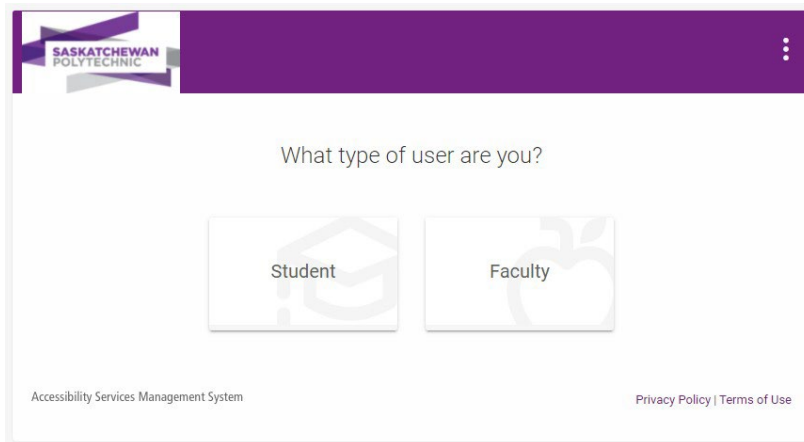 SASKATCHEWAN
POLYTECHNIC
What type of user are you?
Student
Faculty
Accessibility Services Management System
Privacy Policy | Terms of Use